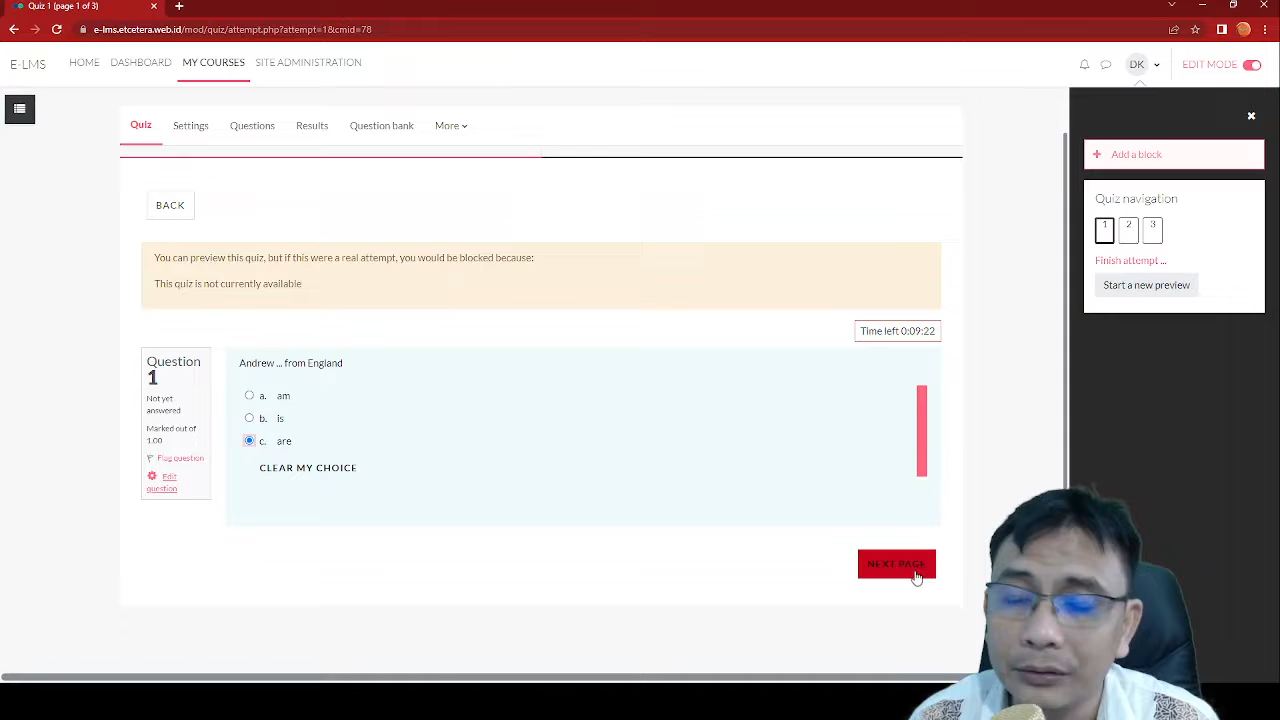 Quiz 1 (page 1 of 3)
e-lms.etcetera.web.id/mod/quiz/attempt.php?attempt=1&cmid=78
E-LMS HOME DASHBOARD MY COURSES SITE ADMINISTRATION DK EDIT MODE
Quiz Settings Questions Results Question bank More
BACK
You can preview this quiz, but if this were a real attempt, you would be blocked because:
This quiz is not currently available
Time left 0:09:22
Question
1
Not yet
answered
Marked out of
1.00
Flag question
Edit
question
Andrew ... from England
a. am
b. is
c. are
CLEAR MY CHOICE
NEXT PAGE
+ Add a block
Quiz navigation
1 2 3
Finish attempt ...
Start a new preview